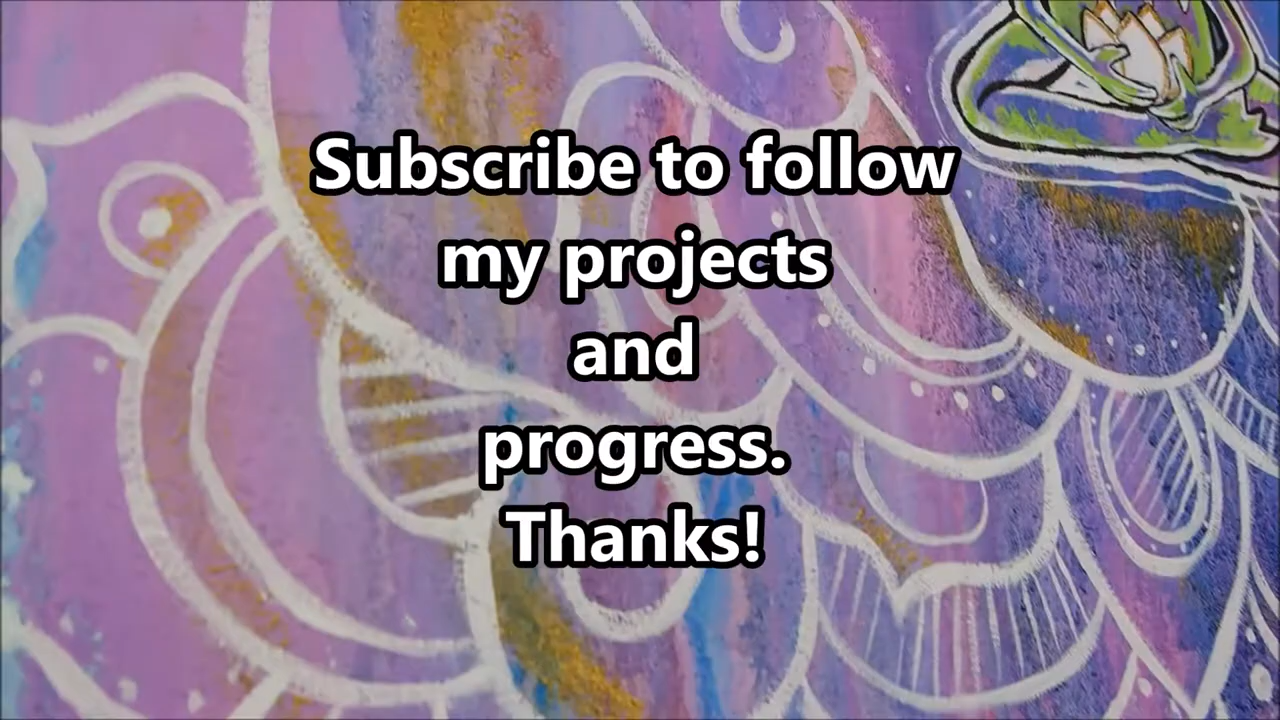 Subscribe to follow
my projects
and
progress.
Thanks!